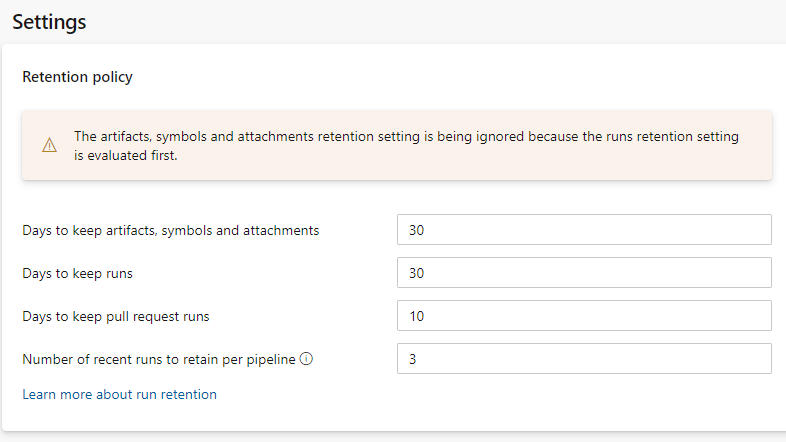 Settings
Retention policy
The artifacts, symbols and attachments retention setting is being ignored because the runs retention setting
is evaluated first.
Days to keep artifacts, symbols and attachments
30
Days to keep runs
30
Days to keep pull request runs
10
Number of recent runs to retain per pipeline
3
Learn more about run retention